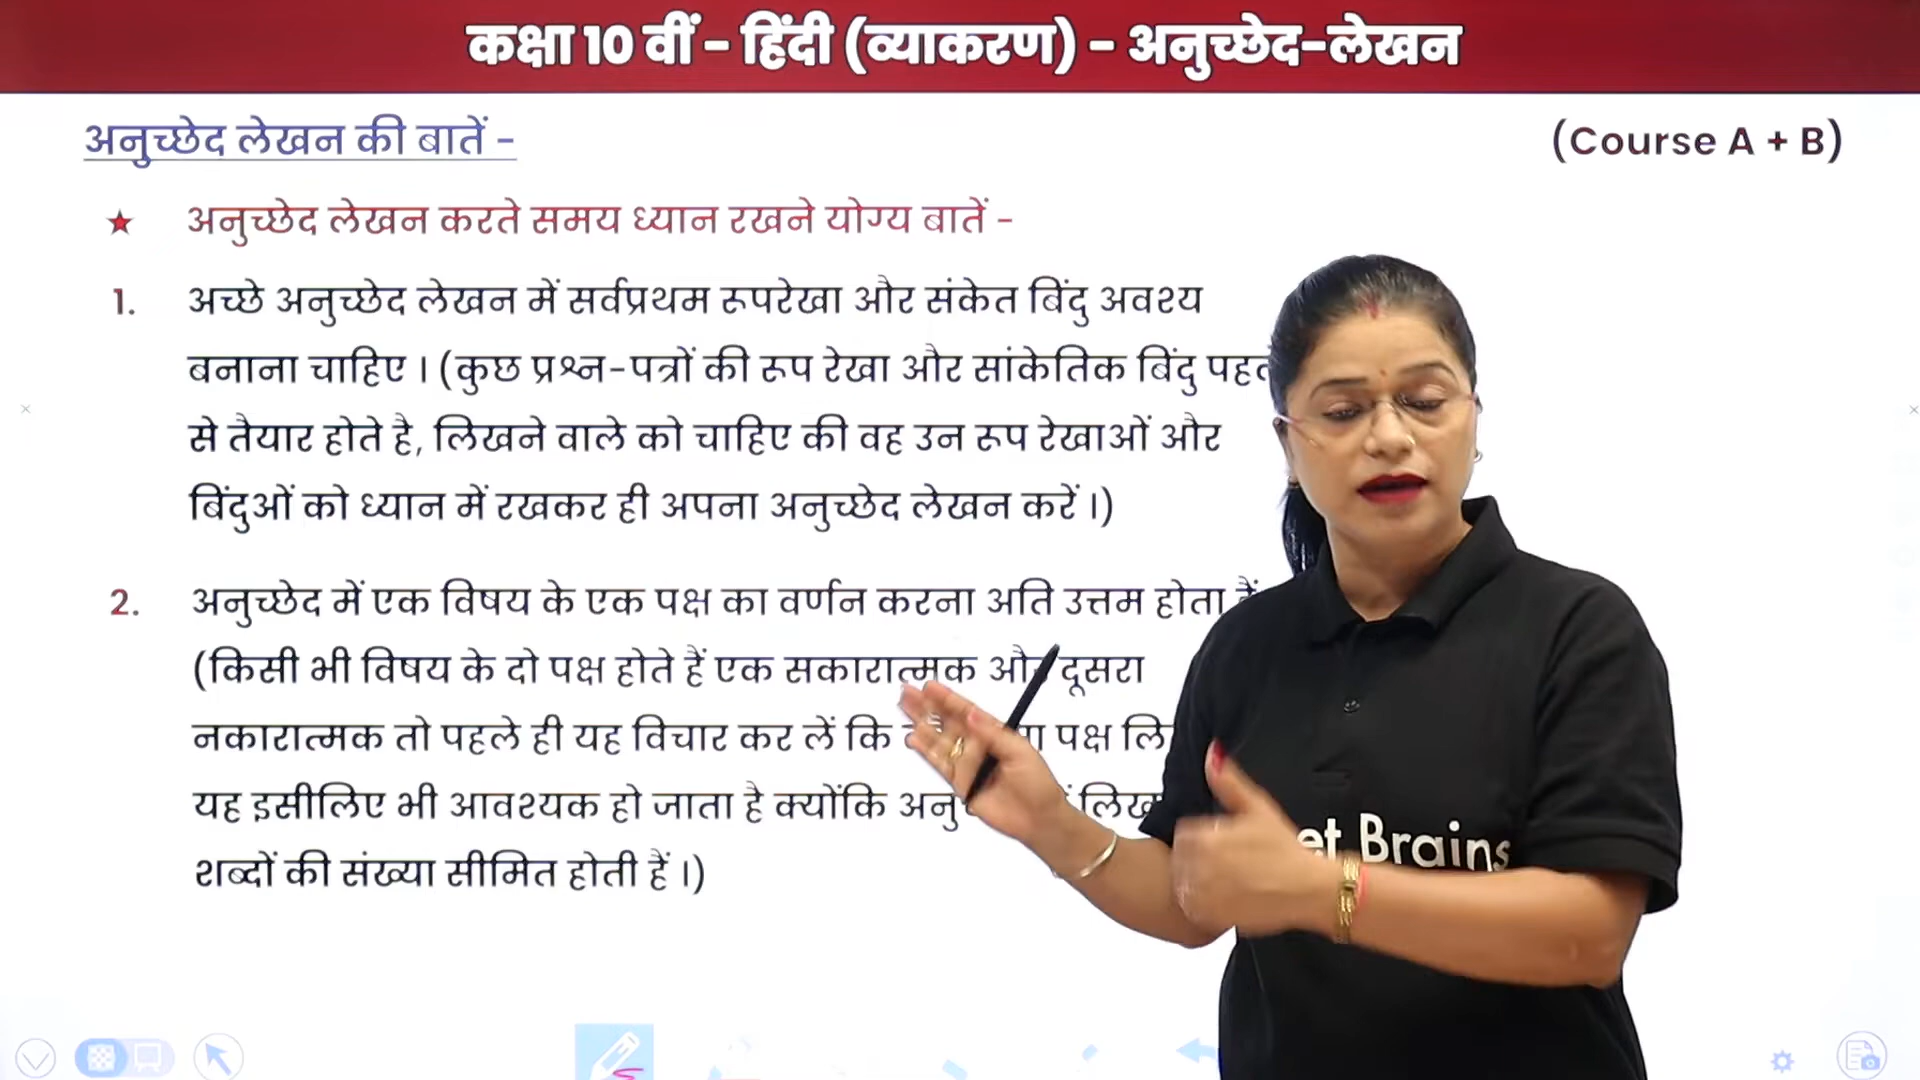 कक्षा 10 वीं - हिंदी (व्याकरण) - अनुच्छेद-लेखन
अनुच्छेद लेखन की बातें -
(Course A + B)
★ अनुच्छेद लेखन करते समय ध्यान रखने योग्य बातें -
1. अच्छे अनुच्छेद लेखन में सर्वप्रथम रूपरेखा और संकेत बिंदु अवश्य
बनाना चाहिए । (कुछ प्रश्न-पत्रों की रूप रेखा और सांकेतिक बिंदु
से तैयार होते है, लिखने वाले को चाहिए की वह उन रूप रेखाओं और
बिंदुओं को ध्यान में रखकर ही अपना अनुच्छेद लेखन करें ।)
2. अनुच्छेद में एक विषय के एक पक्ष का वर्णन करना अति उत्तम होता
(किसी भी विषय के दो पक्ष होते हैं एक सकारात्मक और दूसरा
नकारात्मक तो पहले ही यह विचार कर लें कि पक्ष
यह इसीलिए भी आवश्यक हो जाता है क्योंकि
शब्दों की संख्या सीमित होती हैं ।)
Brains